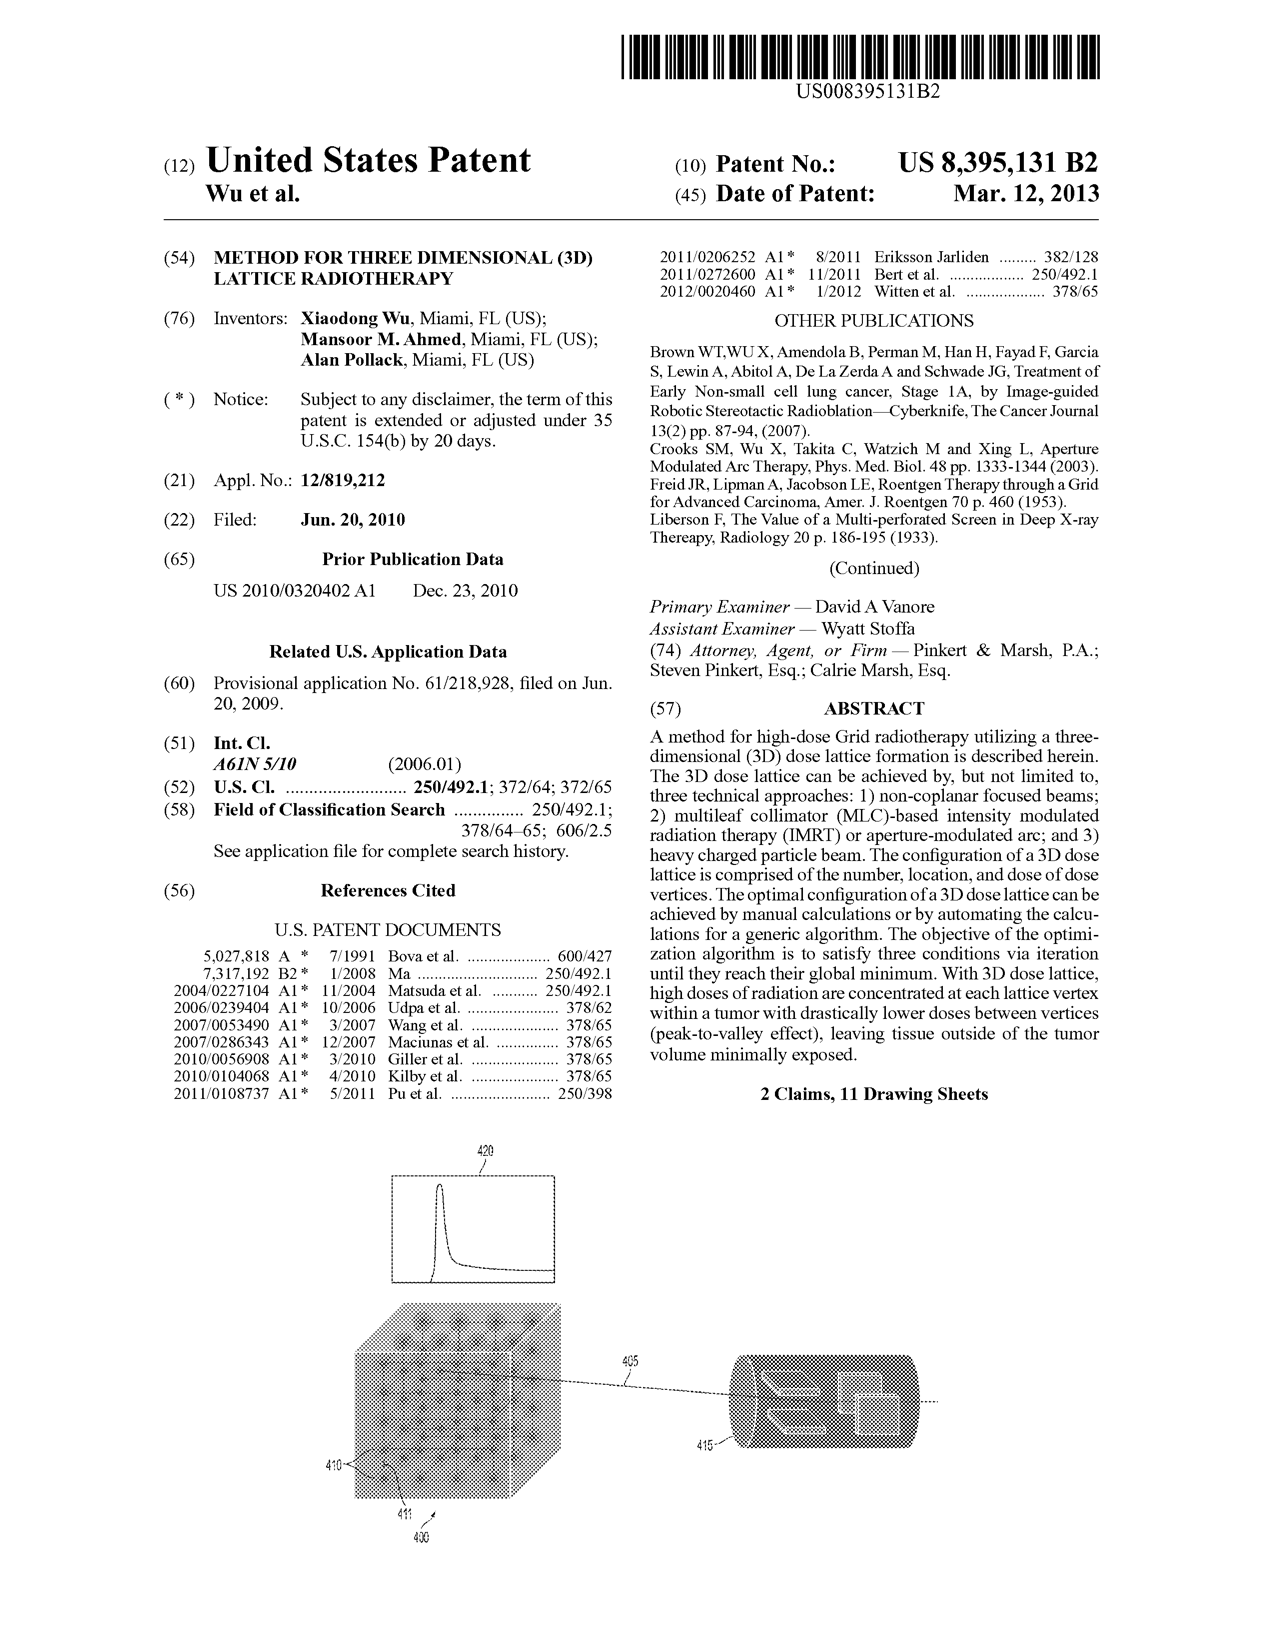 US008395131B2
(12) United States Patent
Wu et al.
(10) Patent No.: US 8,395,131 B2
(45) Date of Patent: Mar. 12, 2013
(54) METHOD FOR THREE DIMENSIONAL (3D)
LATTICE RADIOTHERAPY
(76) Inventors: Xiaodong Wu, Miami, FL (US);
Mansoor M. Ahmed, Miami, FL (US);
Alan Pollack, Miami, FL (US)
( * ) Notice: Subject to any disclaimer, the term of this
patent is extended or adjusted under 35
U.S.C. 154(b) by 20 days.
(21) Appl. No.: 12/819,212
(22) Filed: Jun. 20, 2010
(65) Prior Publication Data
US 2010/0320402 A1 Dec. 23, 2010
Related U.S. Application Data
(60) Provisional application No. 61/218,928, filed on Jun.
20, 2009.
(51) Int. Cl.
A61N 5/10 (2006.01)
(52) U.S. Cl. .......................... 250/492.1; 372/64; 372/65
(58) Field of Classification Search ............... 250/492.1;
378/64–65; 606/2.5
See application file for complete search history.
(56) References Cited
U.S. PATENT DOCUMENTS
5,027,818 A * 7/1991 Bova et al. .................... 600/427
7,317,192 B2 * 1/2008 Ma ............................. 250/492.1
2004/0227104 A1 * 11/2004 Matsuda et al. ........... 250/492.1
2006/0239404 A1 * 10/2006 Udpa et al. ...................... 378/62
2007/0053490 A1 * 3/2007 Wang et al. ..................... 378/65
2007/0286343 A1 * 12/2007 Maciunas et al. ............... 378/65
2010/0056908 A1 * 3/2010 Giller et al. ..................... 378/65
2010/0104068 A1 * 4/2010 Kilby et al. ..................... 378/65
2011/0108737 A1 * 5/2011 Pu et al. ........................ 250/398
2011/0206252 A1 * 8/2011 Eriksson Jarliden ......... 382/128
2011/0272600 A1 * 11/2011 Bert et al. .................. 250/492.1
2012/0020460 A1 * 1/2012 Witten et al. ................... 378/65
OTHER PUBLICATIONS
Brown WT,WU X, Amendola B, Perman M, Han H, Fayad F, Garcia
S, Lewin A, Abitol A, De La Zerda A and Schwade JG, Treatment of
Early Non-small cell lung cancer, Stage 1A, by Image-guided
Robotic Stereotactic Radioblation—Cyberknife, The Cancer Journal
13(2) pp. 87-94, (2007).
Crooks SM, Wu X, Takita C, Watzich M and Xing L, Aperture
Modulated Arc Therapy, Phys. Med. Biol. 48 pp. 1333-1344 (2003).
Freid JR, Lipman A, Jacobson LE, Roentgen Therapy through a Grid
for Advanced Carcinoma, Amer. J. Roentgen 70 p. 460 (1953).
Liberson F, The Value of a Multi-perforated Screen in Deep X-ray
Thereapy, Radiology 20 p. 186-195 (1933).
(Continued)
Primary Examiner — David A Vanore
Assistant Examiner — Wyatt Stoffa
(74) Attorney, Agent, or Firm — Pinkert & Marsh, P.A.;
Steven Pinkert, Esq.; Calrie Marsh, Esq.
(57) ABSTRACT
A method for high-dose Grid radiotherapy utilizing a three-
dimensional (3D) dose lattice formation is described herein.
The 3D dose lattice can be achieved by, but not limited to,
three technical approaches: 1) non-coplanar focused beams;
2) multileaf collimator (MLC)-based intensity modulated
radiation therapy (IMRT) or aperture-modulated arc; and 3)
heavy charged particle beam. The configuration of a 3D dose
lattice is comprised of the number, location, and dose of dose
vertices. The optimal configuration of a 3D dose lattice can be
achieved by manual calculations or by automating the calcu-
lations for a generic algorithm. The objective of the optimi-
zation algorithm is to satisfy three conditions via iteration
until they reach their global minimum. With 3D dose lattice,
high doses of radiation are concentrated at each lattice vertex
within a tumor with drastically lower doses between vertices
(peak-to-valley effect), leaving tissue outside of the tumor
volume minimally exposed.
2 Claims, 11 Drawing Sheets
420
405
415
410
411
400